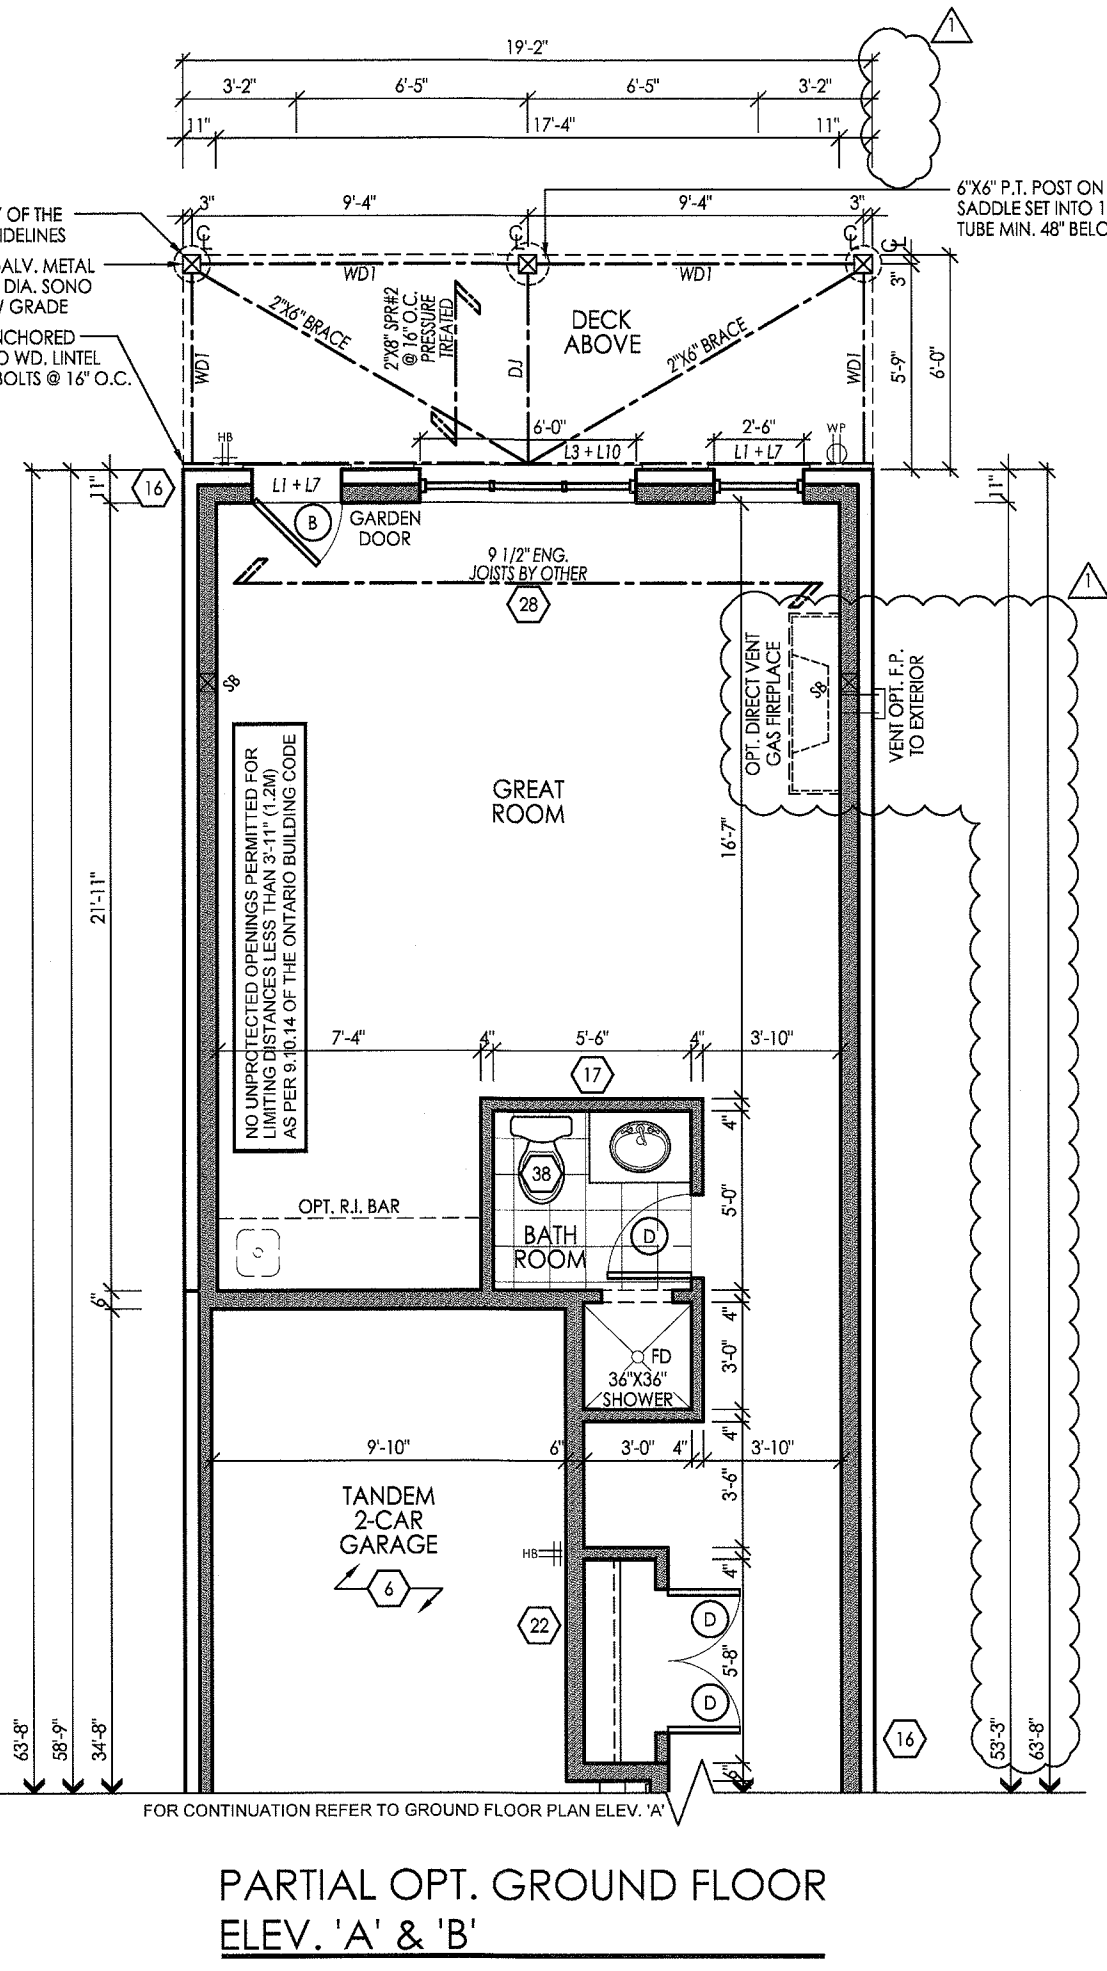 1
19'-2"
3'-2"
6'-5"
6'-5"
3'-2"
11"
17'-4"
11"
6"X6" P.T. POST ON
SADDLE SET INTO 1
TUBE MIN. 48" BELO
3"
9'-4"
9'-4"
3"
Y OF THE
IDELINES
ALV. METAL
DIA. SONO
W GRADE
NCHORED
O WD. LINTEL
BOLTS @ 16" O.C.
WD1
WD1
WD1
WD1
2"X6" BRACE
2"X8" SPR#2
@ 16" O.C.
PRESSURE
TREATED
DECK
ABOVE
2"X6" BRACE
DJ
3"
5'-9"
6'-0"
HB
6'-0"
L3 + L10
2'-6"
L1 + L7
WP
16
11"
L1 + L7
B
GARDEN
DOOR
11"
9 1/2" ENG.
JOISTS BY OTHER
28
1
SB
OPT. DIRECT VENT
GAS FIREPLACE
SB
VENT OPT. F.P.
TO EXTERIOR
NO UNPROTECTED OPENINGS PERMITTED FOR
LIMITING DISTANCES LESS THAN 3'-11" (1.2M)
AS PER 9.10.14 OF THE ONTARIO BUILDING CODE
GREAT
ROOM
16'-7"
21'-11"
7'-4"
4"
5'-6"
4"
3'-10"
17
4"
38
5'-0"
OPT. R.I. BAR
BATH
ROOM
D
6"
4"
FD
36"X36"
SHOWER
3'-0"
4"
9'-10"
6"
3'-0"
4"
3'-10"
3'-6"
TANDEM
2-CAR
GARAGE
6
HB
4"
22
D
5'-8"
D
6"
16
63'-8"
58'-9"
34'-8"
53'-3"
63'-8"
FOR CONTINUATION REFER TO GROUND FLOOR PLAN ELEV. 'A'
PARTIAL OPT. GROUND FLOOR
ELEV. 'A' & 'B'